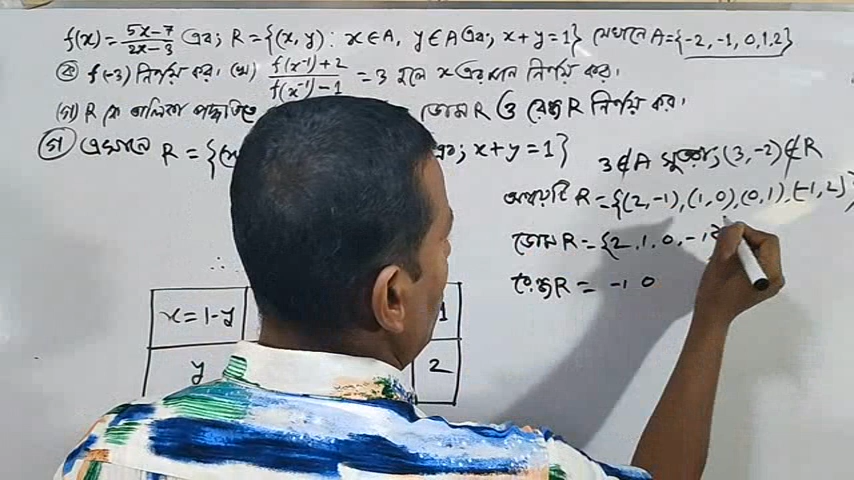 f(x) = 5x-7/2x-3 এবং R = {(x, y) : x∈A, y∈A এবং x+y=1} যেখানে A={-2, -1, 0, 1, 2}
ক f(-3) নির্ণয় কর। (খ) f(x⁻¹)+2/f(x⁻¹)-1 = 3 হলে x এর মান নির্ণয় কর।
(গ) R কে তালিকা পদ্ধতিতে ডোম R ও রেঞ্জ R নির্ণয় কর।
গ এখানে R = {(x এবং x+y=1}
3∉A সুতরাং (3, -2)∉R
অন্বয়টি R = {(2, -1), (1, 0), (0, 1), (-1, 2)}
ডোম R = {2, 1, 0, -1}
রেঞ্জ R = -1 0
∴
x = 1-y 1
y 2